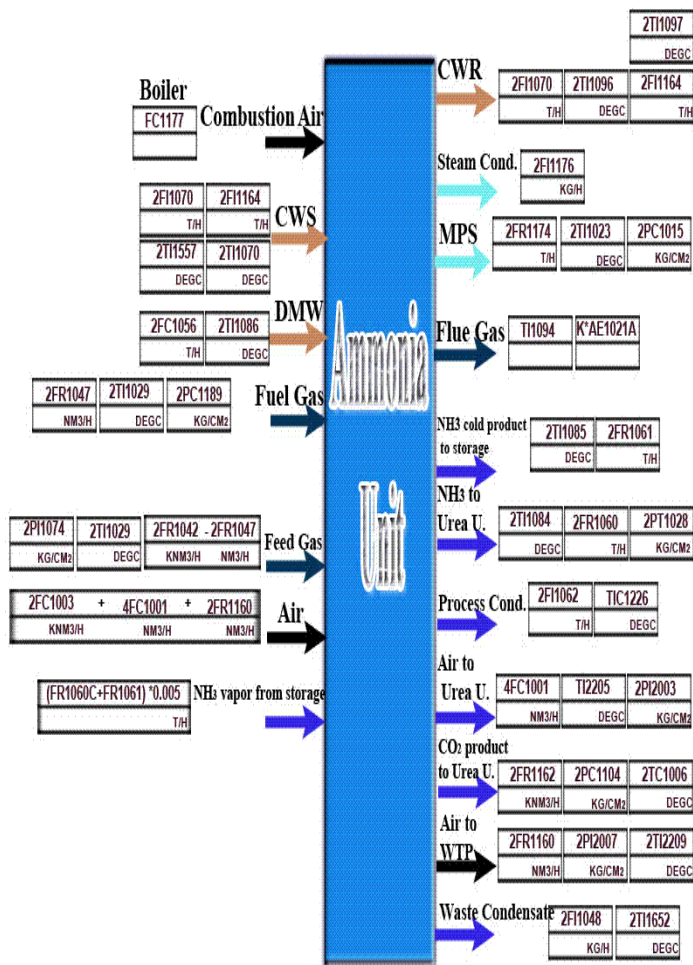 2TI1097
DEGC
CWR
2FI1070 2TI1096 2FI1164
T/H DEGC T/H
Boiler
FC1177
Combustion Air
Steam Cond.
2FI1176
KG/H
2FI1070 2FI1164
T/H T/H
CWS
2TI1557 2TI1070
DEGC DEGC
MPS
2FR1174 2TI1023 2PC1015
T/H DEGC KG/CM2
DMW
2FC1056 2TI1086
T/H DEGC
Flue Gas
TI1094 K*AE1021A
Fuel Gas
2FR1047 2TI1029 2PC1189
NM3/H DEGC KG/CM2
Ammonia
Unit
NH3 cold product
to storage
2TI1085 2FR1061
DEGC T/H
NH3 to
Urea U.
2TI1084 2FR1060 2PT1028
DEGC T/H KG/CM2
2PI1074 2TI1029 2FR1042 - 2FR1047
KG/CM2 DEGC KNM3/H NM3/H
Feed Gas
Process Cond.
2FI1062 TIC1226
T/H DEGC
2FC1003 + 4FC1001 + 2FR1160
KNM3/H NM3/H NM3/H
Air
Air to
Urea U.
4FC1001 TI2205 2PI2003
NM3/H DEGC KG/CM2
(FR1060C+FR1061) *0.005
T/H
NH3 vapor from storage
CO2 product
to Urea U.
2FR1162 2PC1104 2TC1006
KNM3/H KG/CM2 DEGC
Air to
WTP
2FR1160 2PI2007 2TI2209
NM3/H KG/CM2 DEGC
Waste Condensate
2FI1048 2TI1652
KG/H DEGC